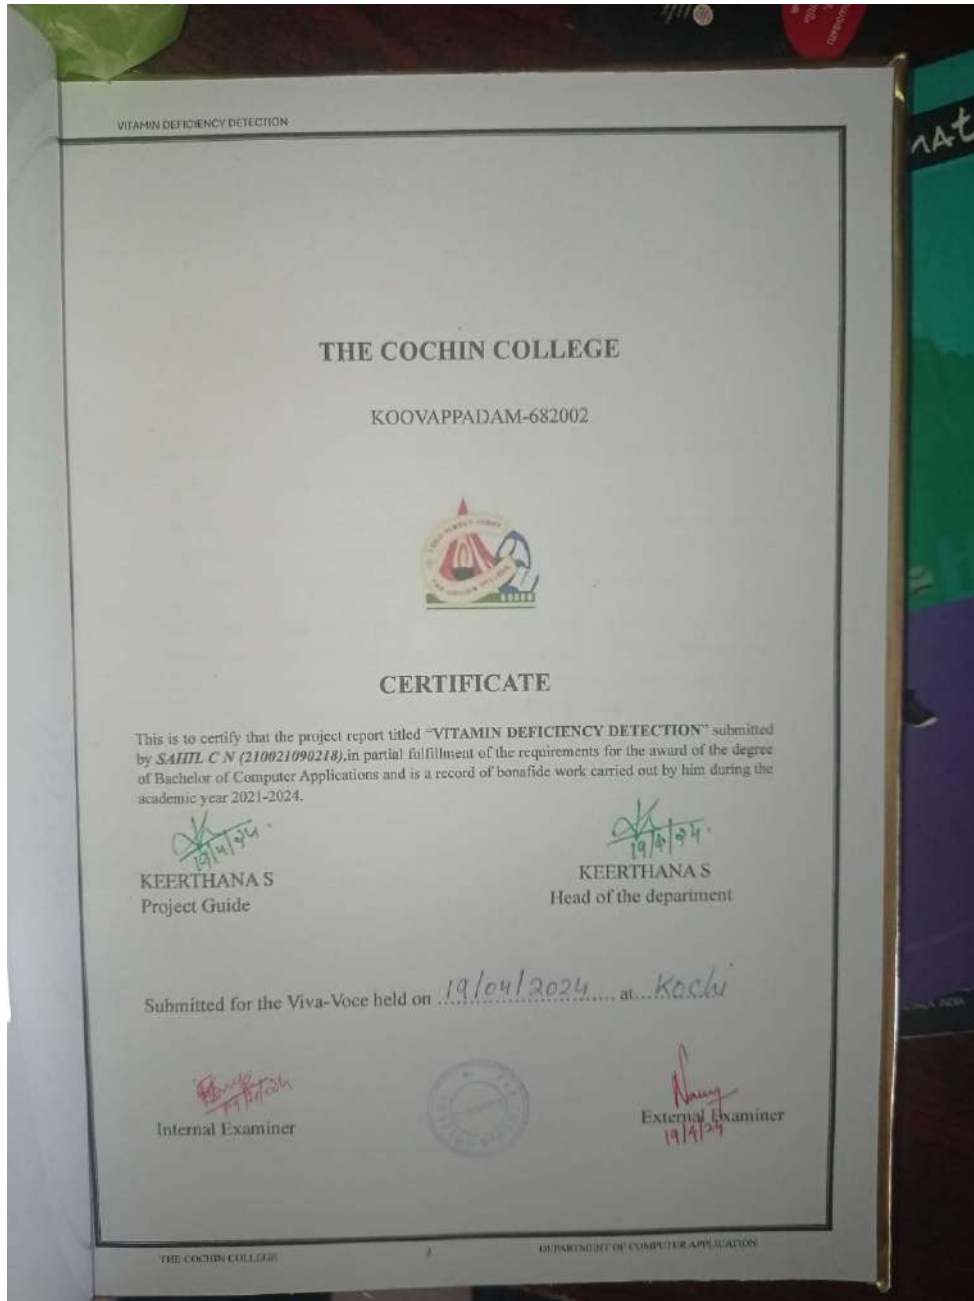 VITAMIN DEFICIENCY DETECTION
THE COCHIN COLLEGE
KOOVAPPADAM-682002
CERTIFICATE
This is to certify that the project report titled “VITAMIN DEFICIENCY DETECTION” submitted
by SAHIL C N (210021090218),in partial fulfillment of the requirements for the award of the degree
of Bachelor of Computer Applications and is a record of bonafide work carried out by him during the
academic year 2021-2024.
19/4/24
19/4/24
KEERTHANA S
KEERTHANA S
Project Guide
Head of the department
Submitted for the Viva-Voce held on 19/04/2024 at Kochi
Internal Examiner
External Examiner
19/4/24
THE COCHIN COLLEGE
3
DEPARTMENT OF COMPUTER APPLICATION